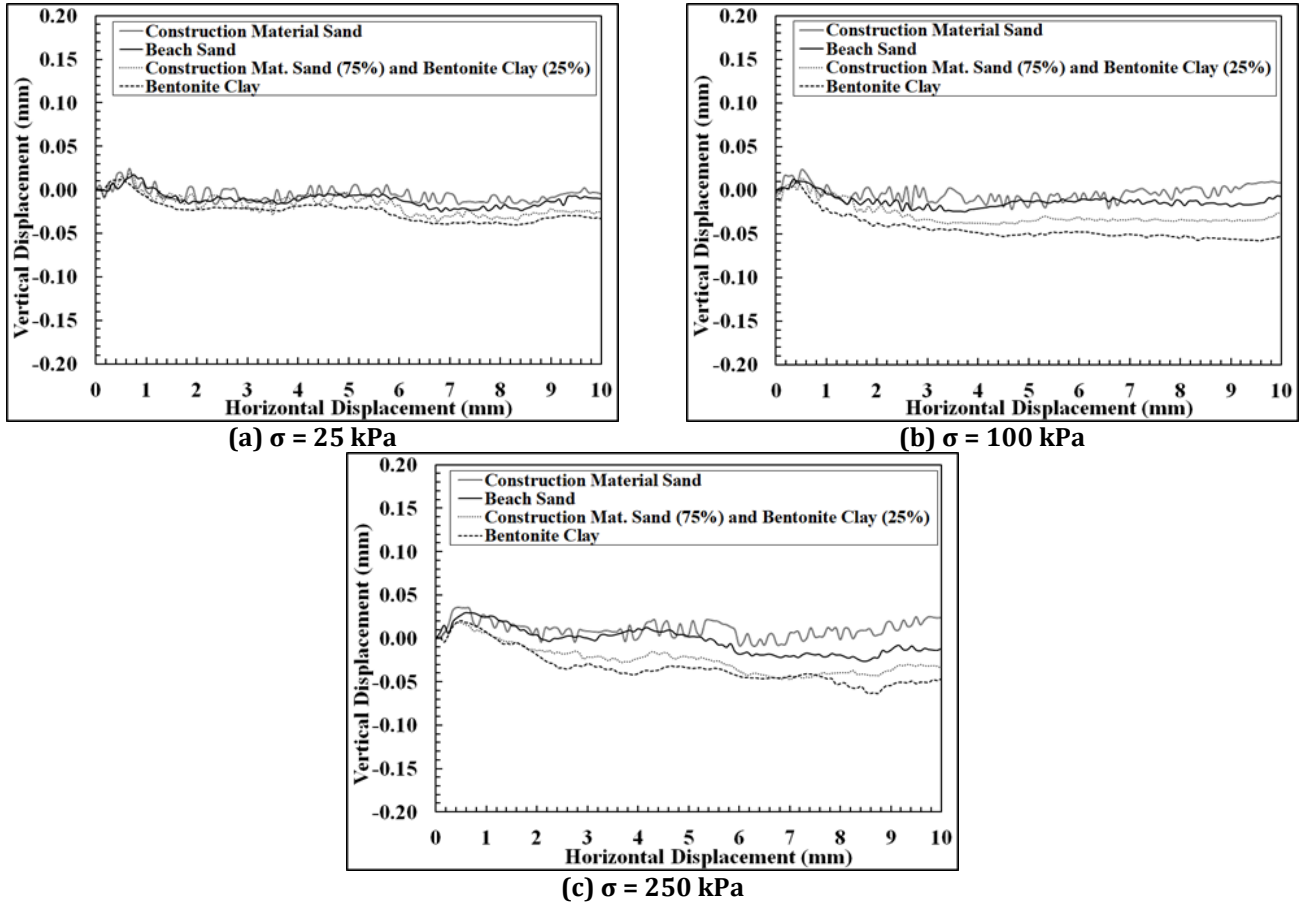 0.20
0.15
0.10
0.05
0.00
-0.05
-0.10
-0.15
-0.20
Vertical Displacement (mm)
Construction Material Sand
Beach Sand
Construction Mat. Sand (75%) and Bentonite Clay (25%)
Bentonite Clay
0 1 2 3 4 5 6 7 8 9 10
Horizontal Displacement (mm)
(a) σ = 25 kPa
0.20
0.15
0.10
0.05
0.00
-0.05
-0.10
-0.15
-0.20
Vertical Displacement (mm)
Construction Material Sand
Beach Sand
Construction Mat. Sand (75%) and Bentonite Clay (25%)
Bentonite Clay
0 1 2 3 4 5 6 7 8 9 10
Horizontal Displacement (mm)
(b) σ = 100 kPa
0.20
0.15
0.10
0.05
0.00
-0.05
-0.10
-0.15
-0.20
Vertical Displacement (mm)
Construction Material Sand
Beach Sand
Construction Mat. Sand (75%) and Bentonite Clay (25%)
Bentonite Clay
0 1 2 3 4 5 6 7 8 9 10
Horizontal Displacement (mm)
(c) σ = 250 kPa